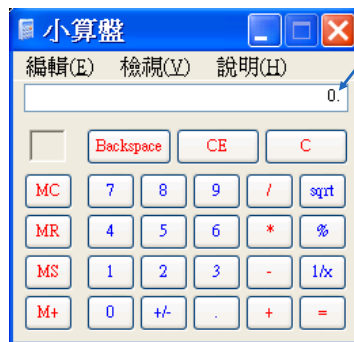 小算盤
編輯(E) 檢視(V) 說明(H)
0.
Backspace CE C
MC 7 8 9 / sqrt
MR 4 5 6 * %
MS 1 2 3 - 1/x
M+ 0 +/- . + =